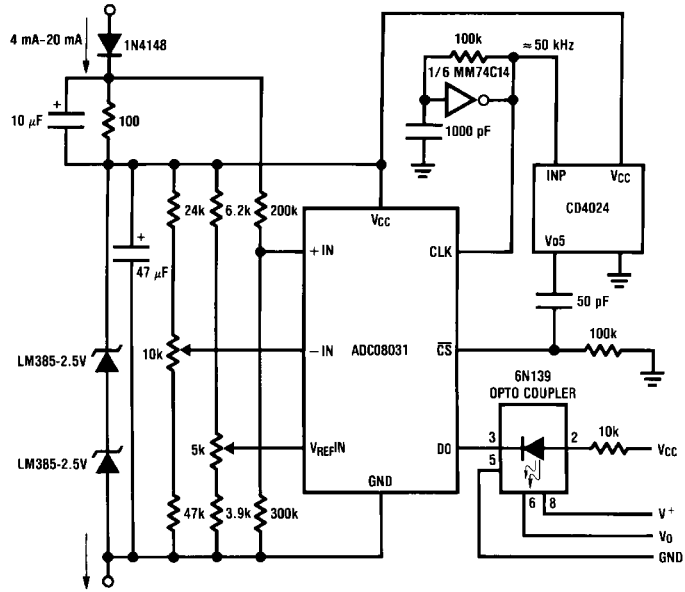 4 mA-20 mA
1N4148
100k
≈ 50 kHz
1/6 MM74C14
10 μF
+
100
1000 pF
INP
VCC
CD4024
VO5
24k
6.2k
200k
VCC
+ IN
CLK
+
47 μF
50 pF
LM385-2.5V
10k
− IN
ADC08031
CS
100k
6N139
OPTO COUPLER
LM385-2.5V
5k
VREFIN
DO
3
2
10k
VCC
5
GND
6
8
47k
3.9k
300k
V+
VO
GND